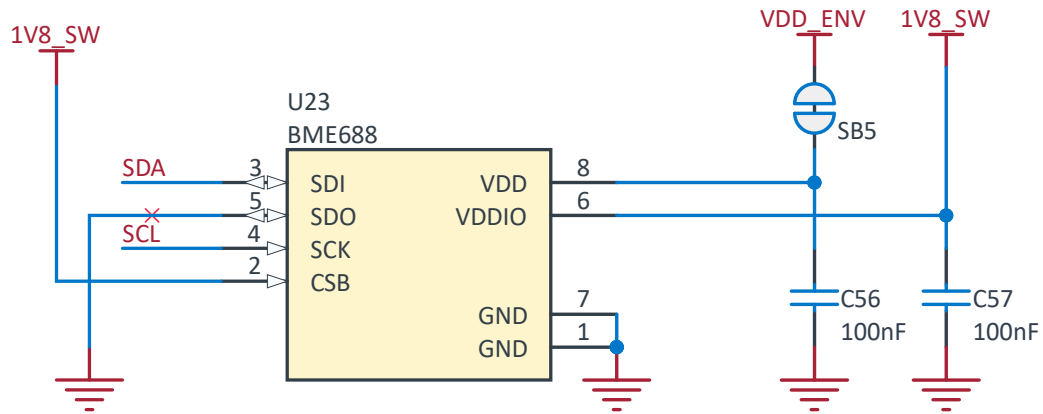 1V8_SW
VDD_ENV
1V8_SW
U23
BME688
SB5
SDA
3
SDI
VDD
8
5
SDO
VDDIO
6
SCL
4
SCK
2
CSB
GND
7
GND
1
C56
100nF
C57
100nF